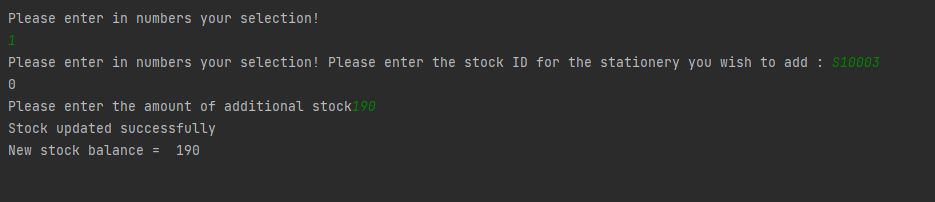 Please enter in numbers your selection!
1
Please enter in numbers your selection! Please enter the stock ID for the stationery you wish to add : S10003
0
Please enter the amount of additional stock190
Stock updated successfully
New stock balance =  190